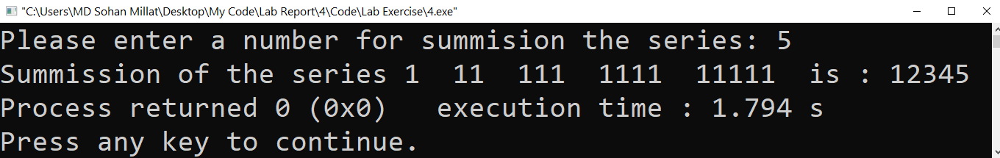 "C:\Users\MD Sohan Millat\Desktop\My Code\Lab Report\4\Code\Lab Exercise\4.exe"
Please enter a number for summision the series: 5
Summission of the series 1  11  111  1111  11111  is : 12345
Process returned 0 (0x0)   execution time : 1.794 s
Press any key to continue.